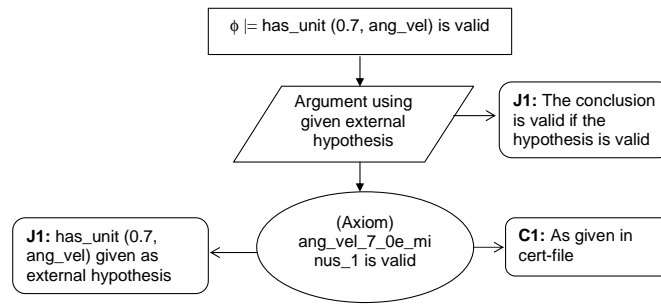 ϕ |= has_unit (0.7, ang_vel) is valid
Argument using
given external
hypothesis
J1: The conclusion
is valid if the
hypothesis is valid
(Axiom)
ang_vel_7_0e_mi
nus_1 is valid
J1: has_unit (0.7,
ang_vel) given as
external hypothesis
C1: As given in
cert-file